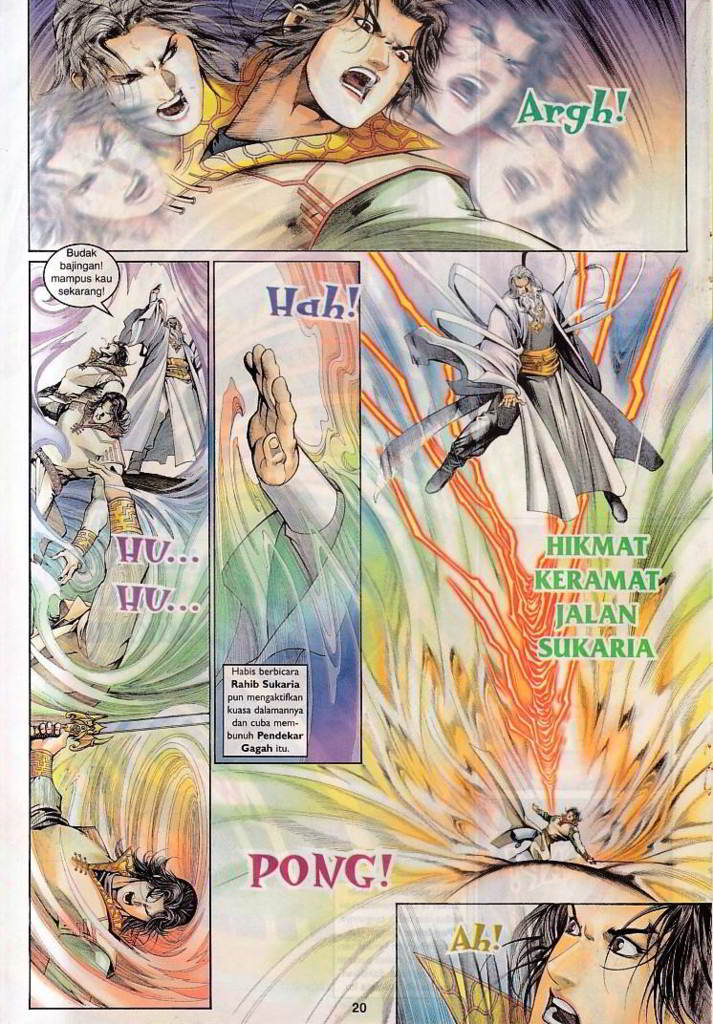 Argh!
Budak
bajingan!
mampus kau
sekarang!
HU...
HU...
Hah!
Habis berbicara
Rahib Sukaria
pun mengaktifkan
kuasa dalamannya
dan cuba mem-
bunuh Pendekar
Gagah itu.
HIKMAT
KERAMAT
JALAN
SUKARIA
PONG!
Ah!
20